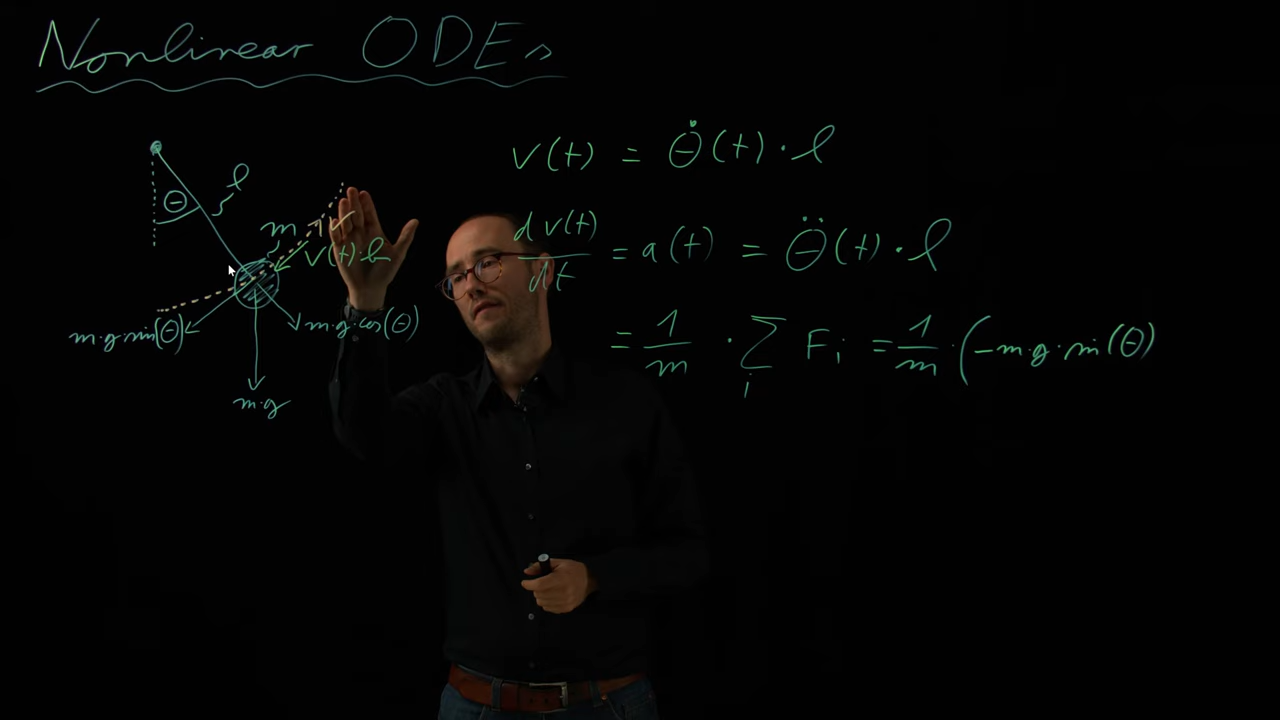 Nonlinear ODEs
v(t) = θ̇(t) · l
dv(t)/dt = a(t) = θ̈(t) · l
= 1/m · Σ_i F_i = 1/m · (-m·g·sin(θ)
θ
l
m
v
v(t)·k
m·g·sin(θ)
m·g·cos(θ)
m·g